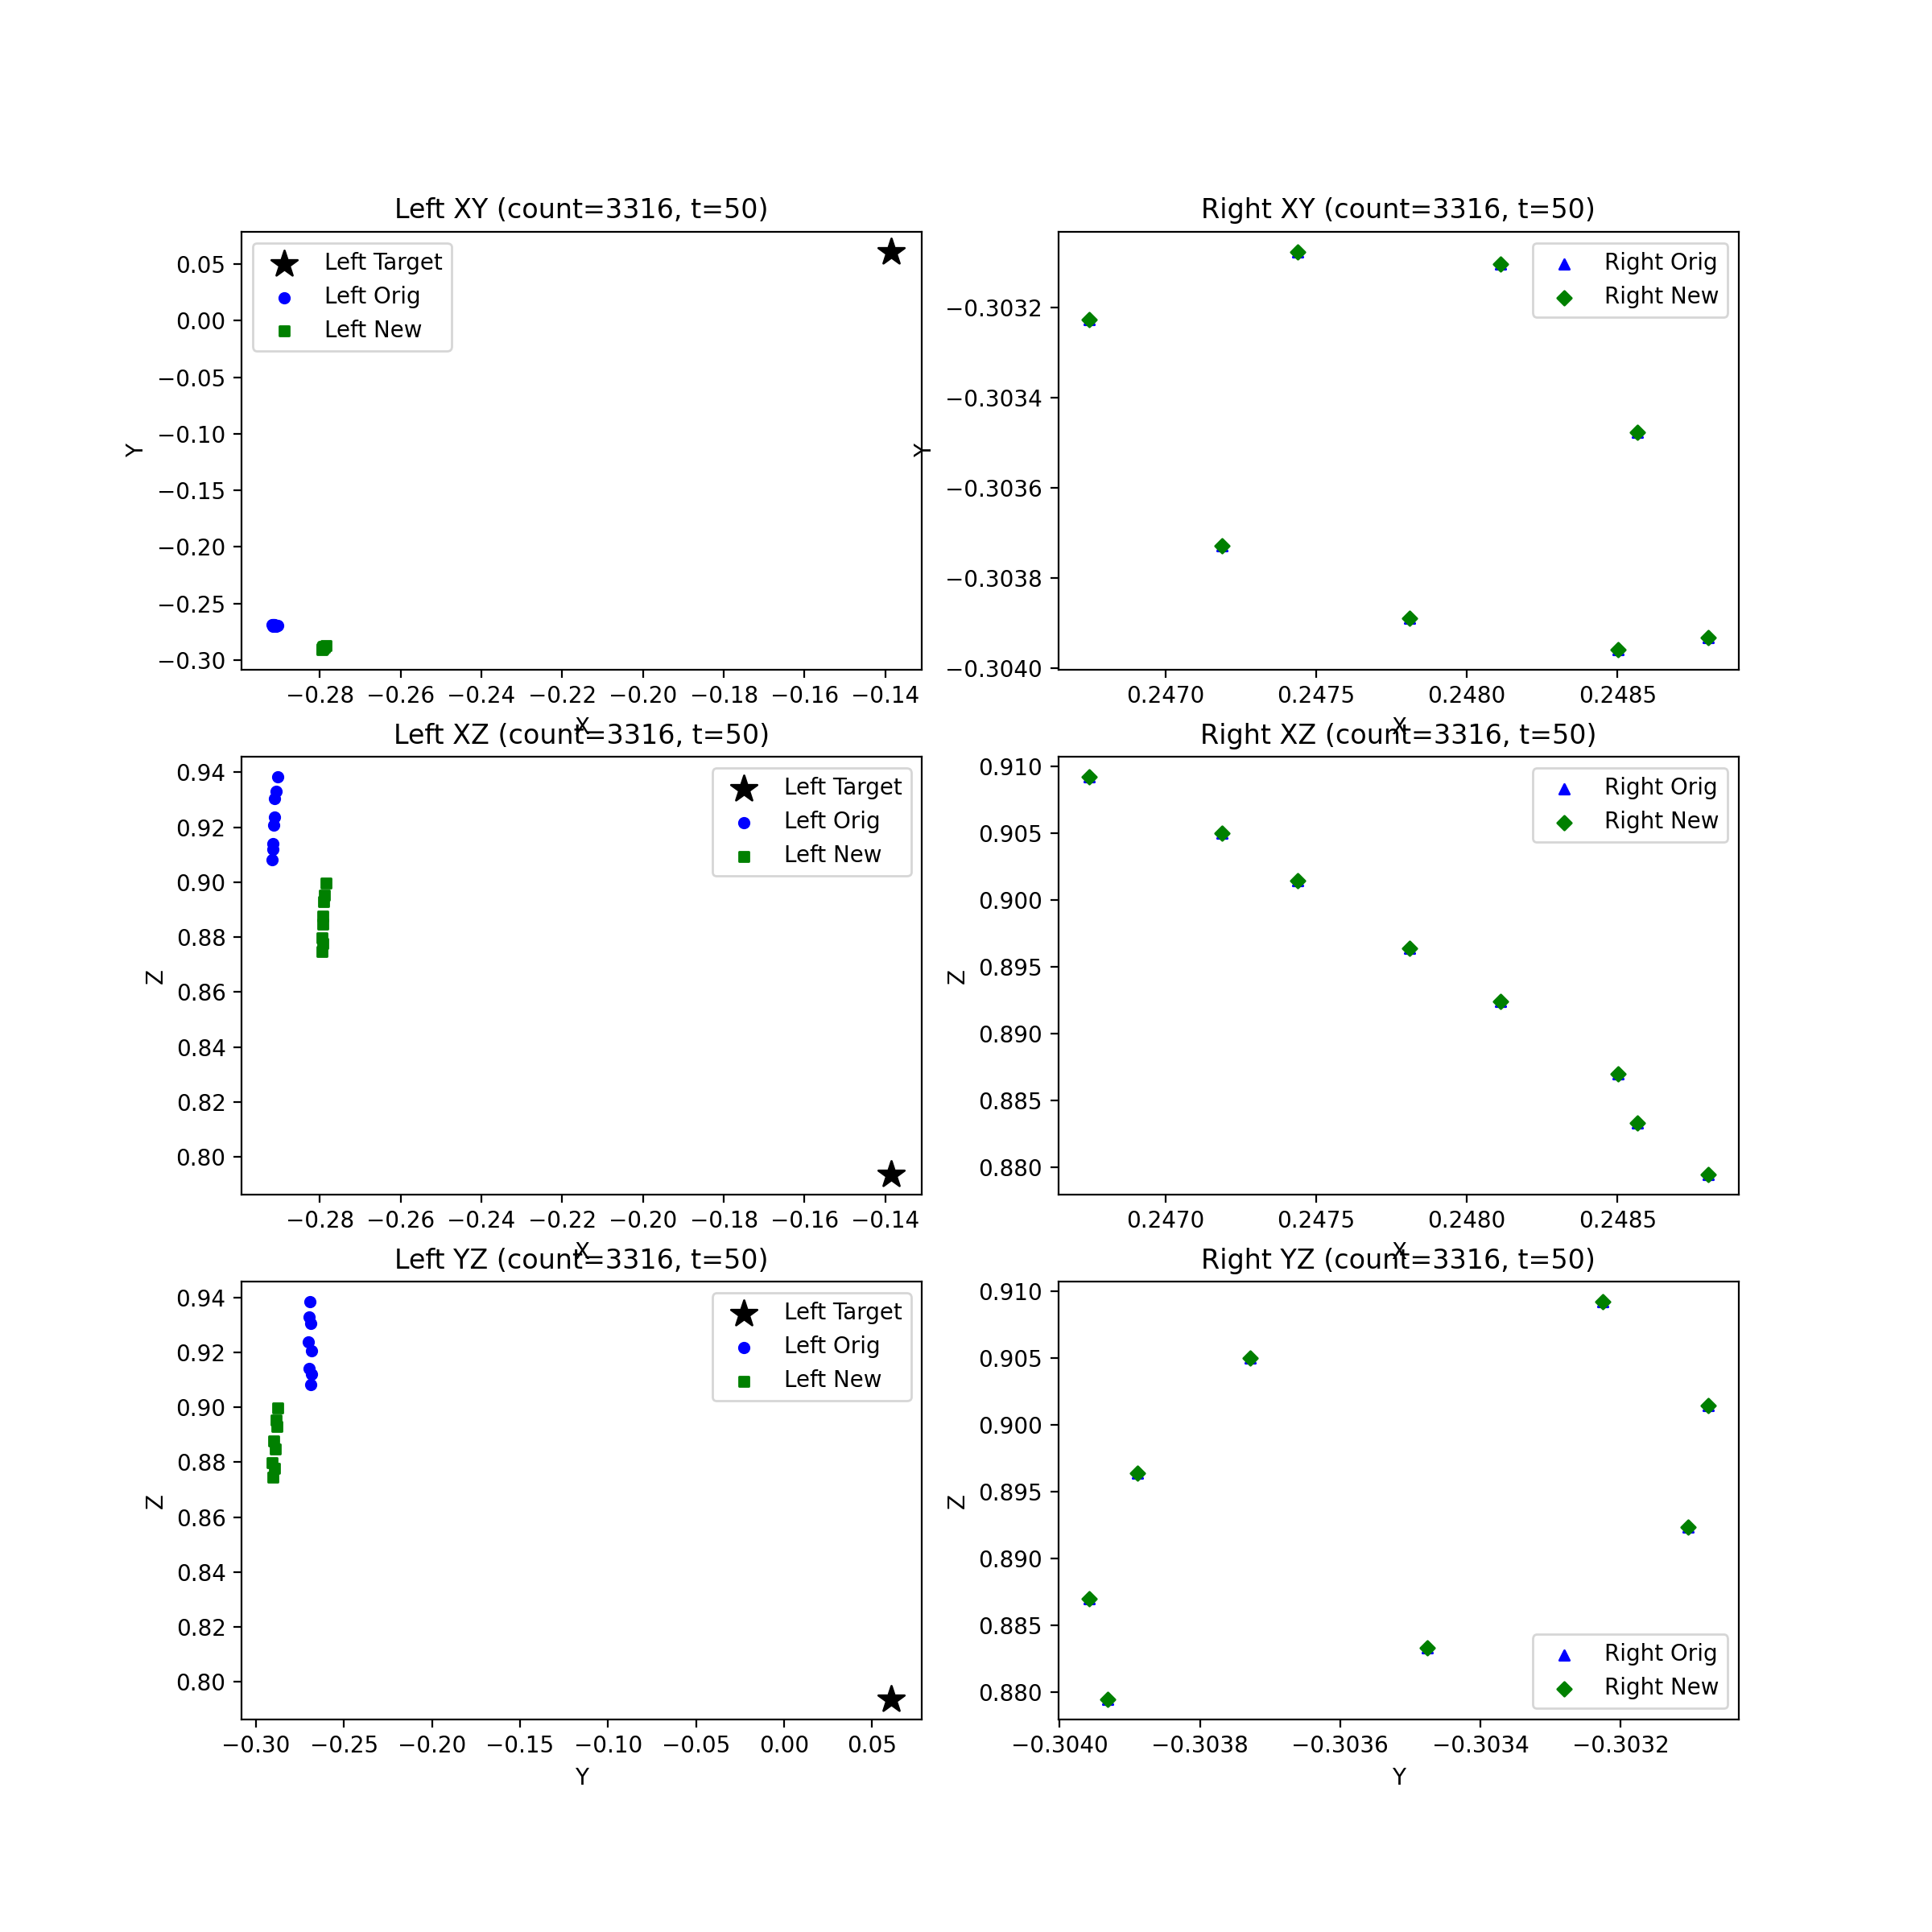 Left XY (count=3316, t=50)
Right XY (count=3316, t=50)
Left Target
Left Orig
Left New
Right Orig
Right New
0.05
0.00
−0.05
−0.10
−0.15
−0.20
−0.25
−0.30
Y
−0.28 −0.26 −0.24 −0.22 −0.20 −0.18 −0.16 −0.14
X
−0.3032
−0.3034
−0.3036
−0.3038
−0.3040
Y
0.2470 0.2475 0.2480 0.2485
X
Left XZ (count=3316, t=50)
Right XZ (count=3316, t=50)
Left Target
Left Orig
Left New
Right Orig
Right New
0.94
0.92
0.90
0.88
0.86
0.84
0.82
0.80
Z
−0.28 −0.26 −0.24 −0.22 −0.20 −0.18 −0.16 −0.14
X
0.910
0.905
0.900
0.895
0.890
0.885
0.880
Z
0.2470 0.2475 0.2480 0.2485
X
Left YZ (count=3316, t=50)
Right YZ (count=3316, t=50)
Left Target
Left Orig
Left New
0.94
0.92
0.90
0.88
0.86
0.84
0.82
0.80
Z
−0.30 −0.25 −0.20 −0.15 −0.10 −0.05 0.00 0.05
Y
Right Orig
Right New
0.910
0.905
0.900
0.895
0.890
0.885
0.880
Z
−0.3040 −0.3038 −0.3036 −0.3034 −0.3032
Y